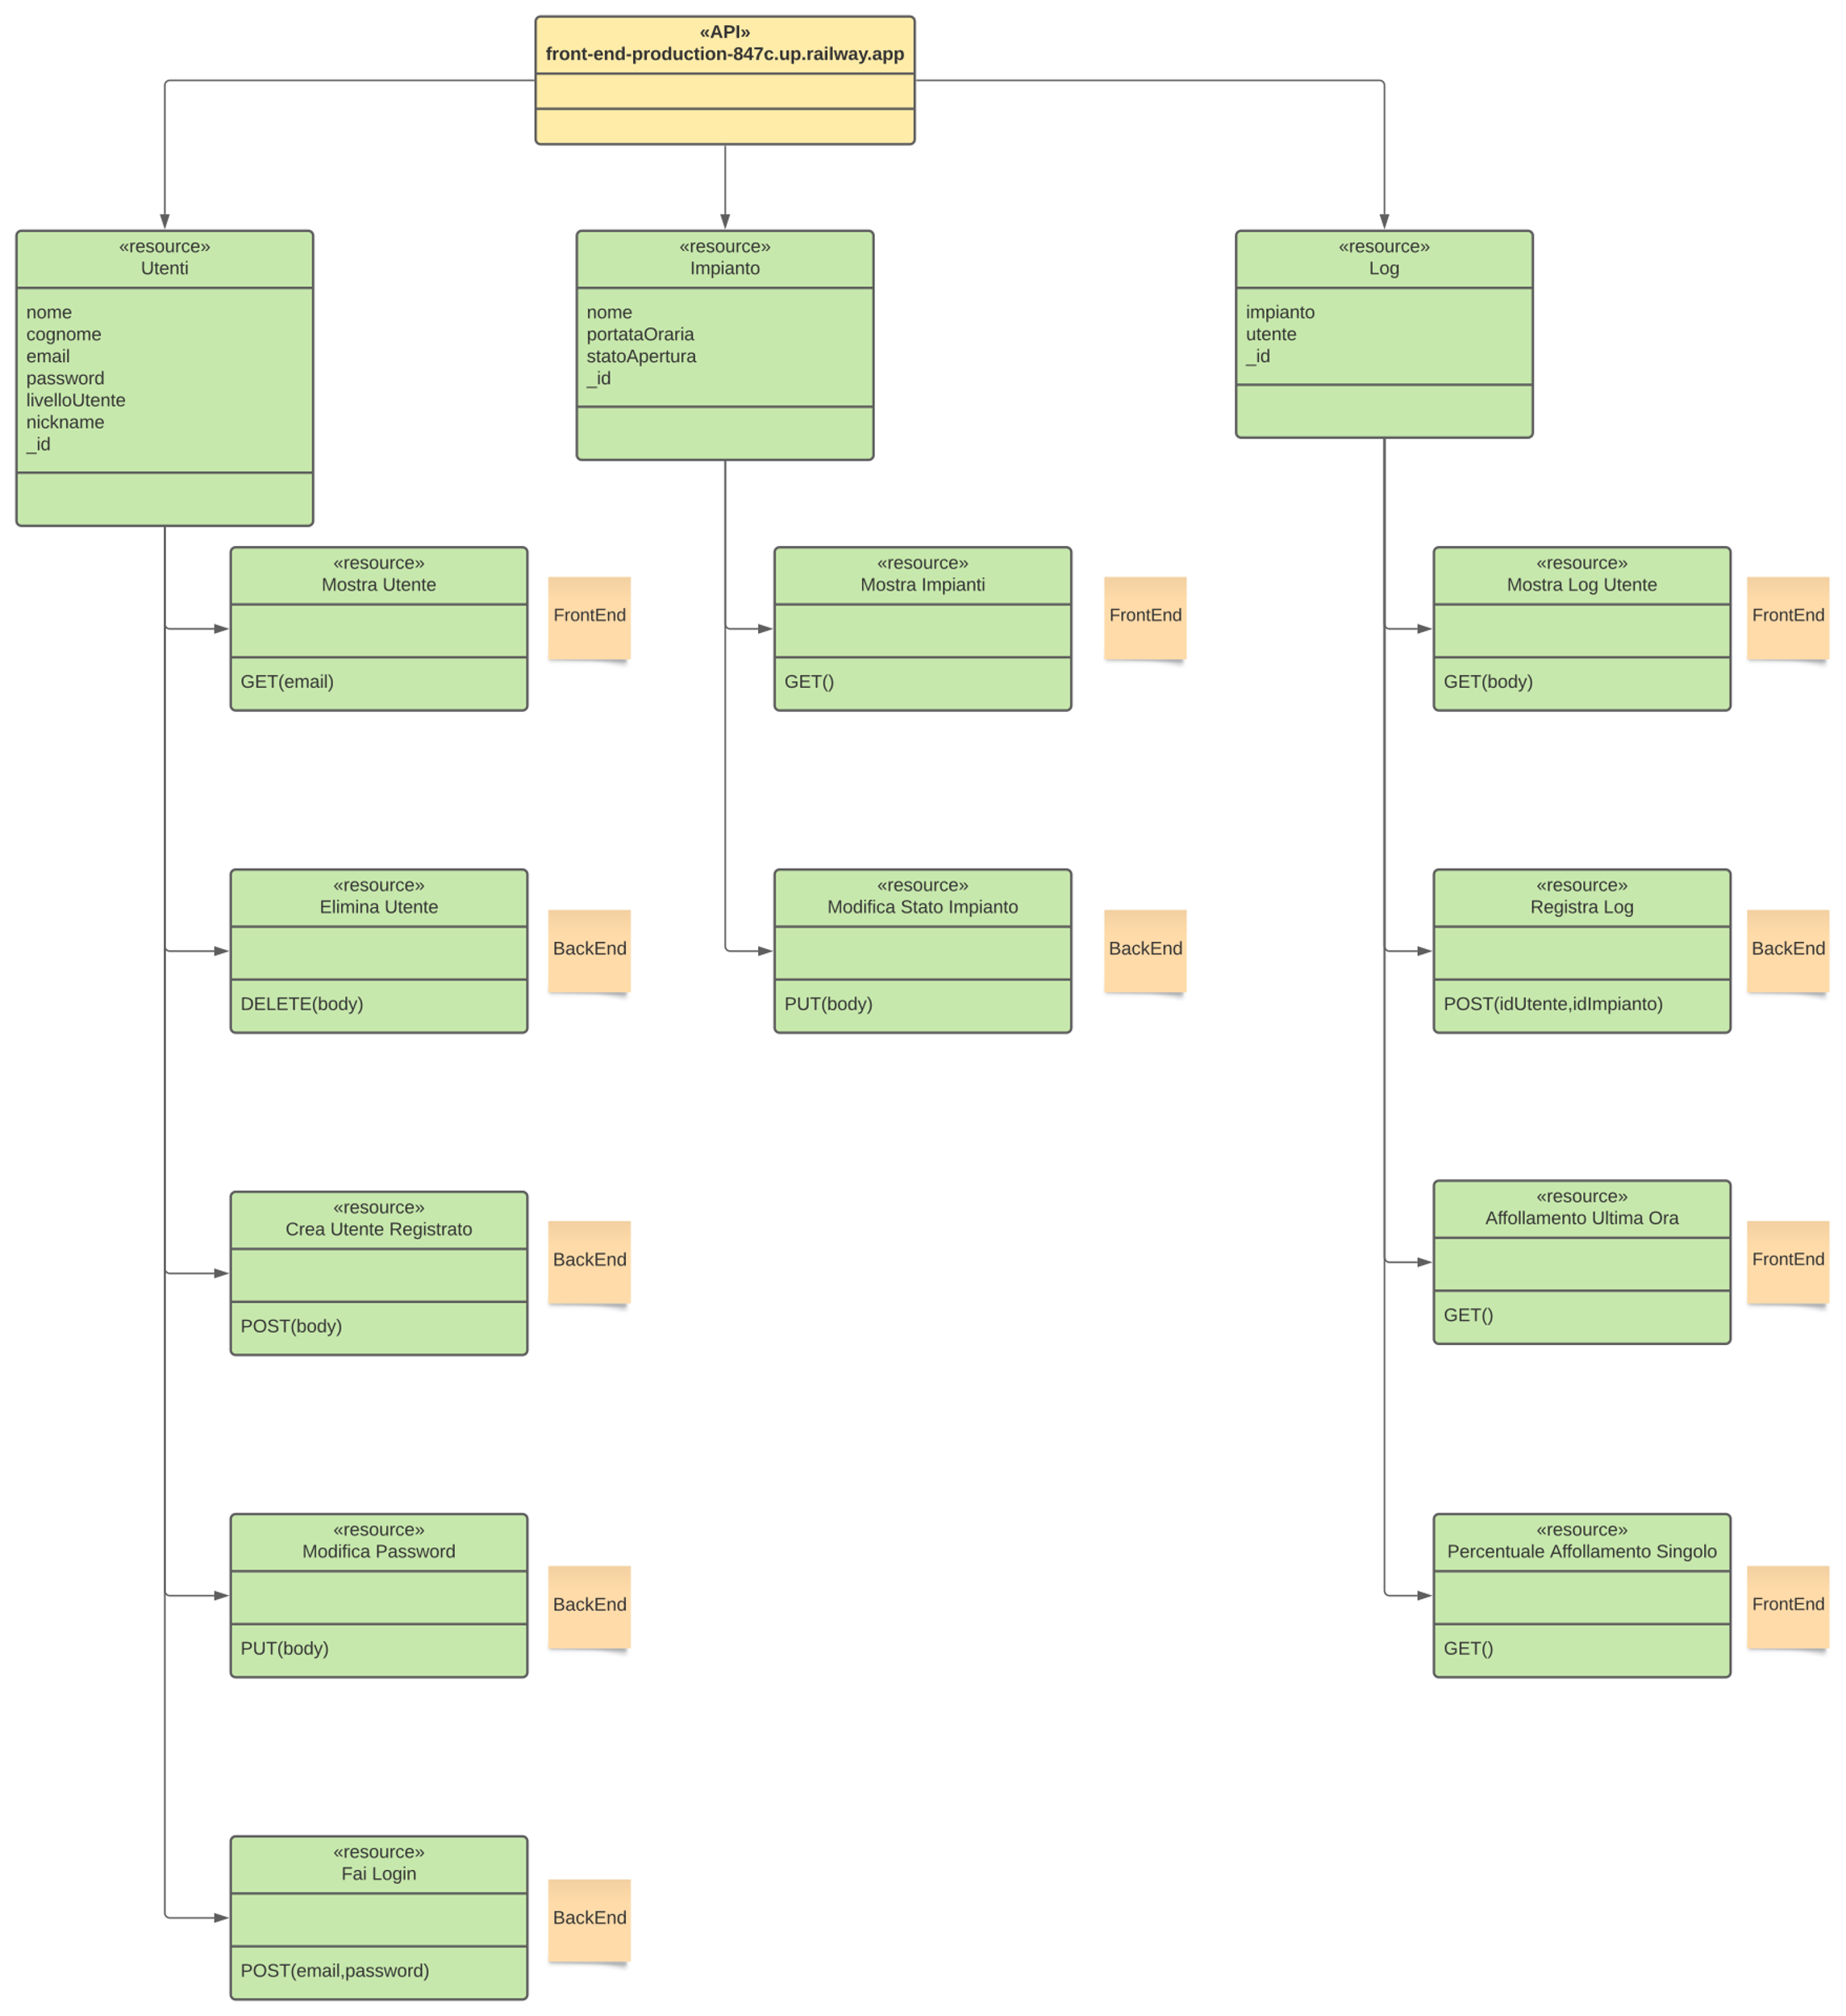 «API»
front-end-production-847c.up.railway.app
«resource»
Utenti
nome
cognome
email
password
livelloUtente
nickname
_id
«resource»
Impianto
nome
portataOraria
statoApertura
_id
«resource»
Log
impianto
utente
_id
«resource»
Mostra Utente
GET(email)
FrontEnd
«resource»
Mostra Impianti
GET()
FrontEnd
«resource»
Mostra Log Utente
GET(body)
FrontEnd
«resource»
Elimina Utente
DELETE(body)
BackEnd
«resource»
Modifica Stato Impianto
PUT(body)
BackEnd
«resource»
Registra Log
POST(idUtente,idImpianto)
BackEnd
«resource»
Crea Utente Registrato
POST(body)
BackEnd
«resource»
Affollamento Ultima Ora
GET()
FrontEnd
«resource»
Modifica Password
PUT(body)
BackEnd
«resource»
Percentuale Affollamento Singolo
GET()
FrontEnd
«resource»
Fai Login
POST(email,password)
BackEnd